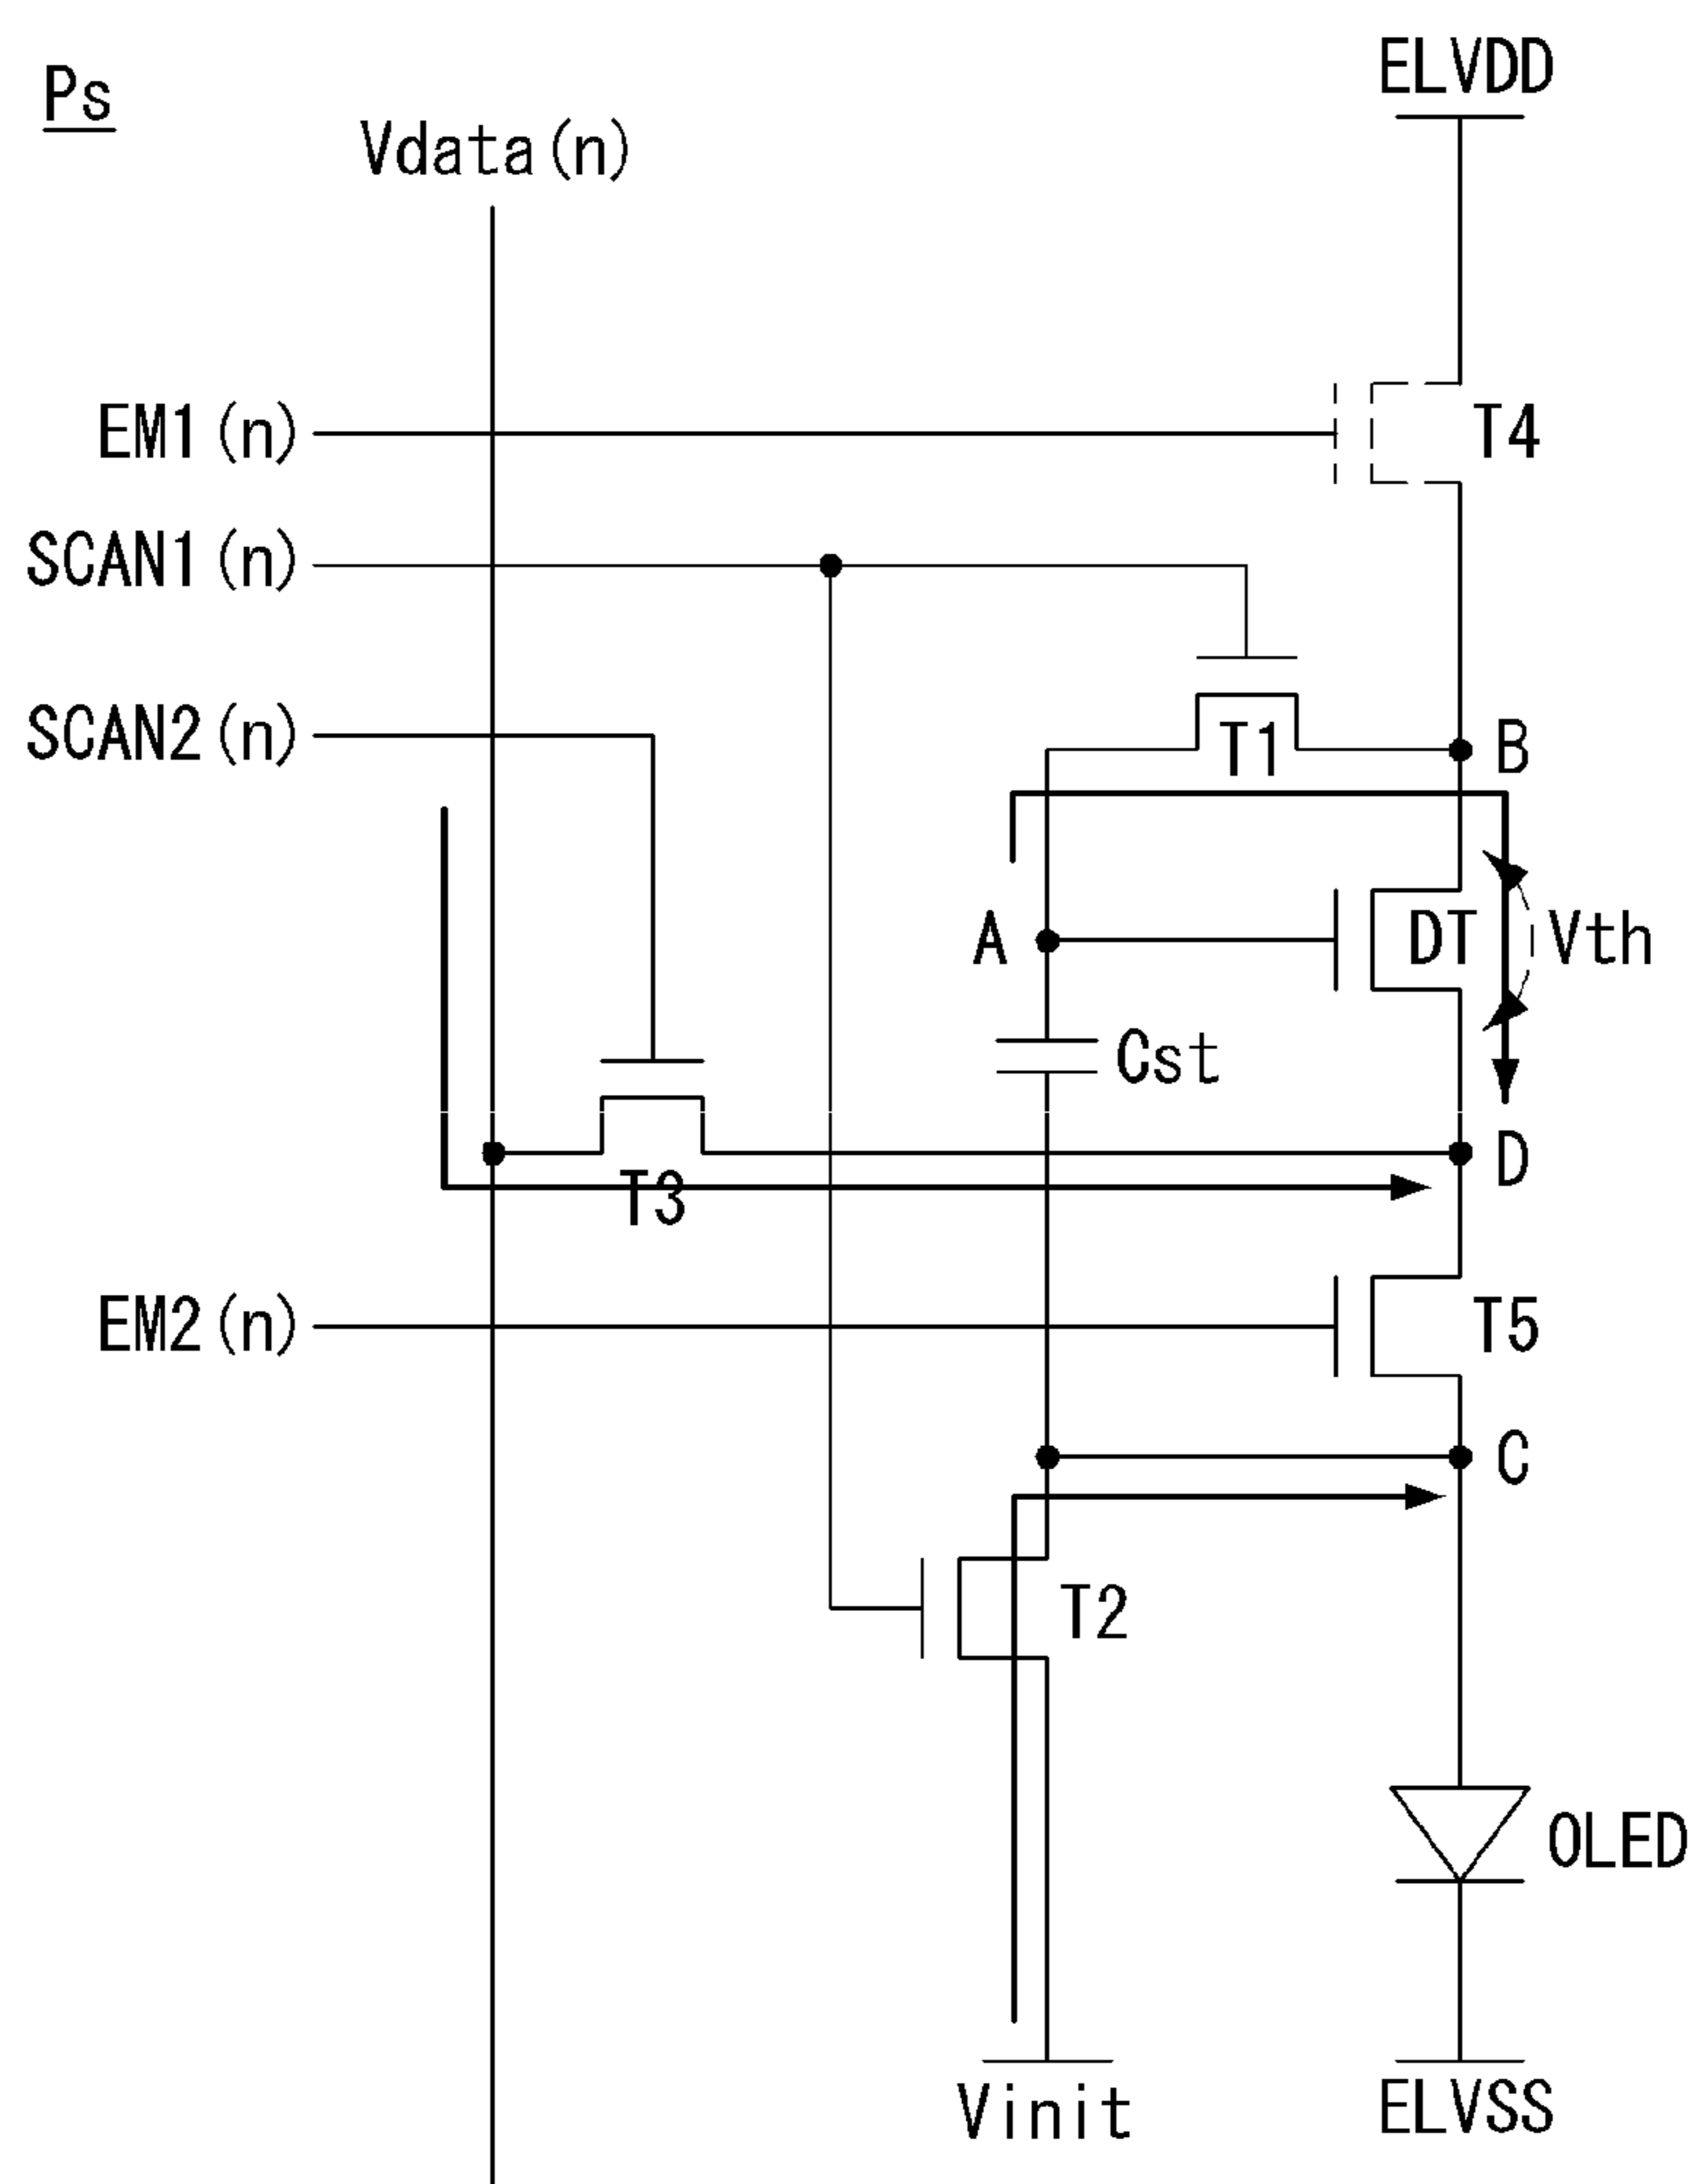 Ps
ELVDD
Vdata(n)
EM1(n)
T4
SCAN1(n)
SCAN2(n)
T1
B
A
DT
Vth
Cst
D
T3
EM2(n)
T5
C
T2
OLED
Vinit
ELVSS